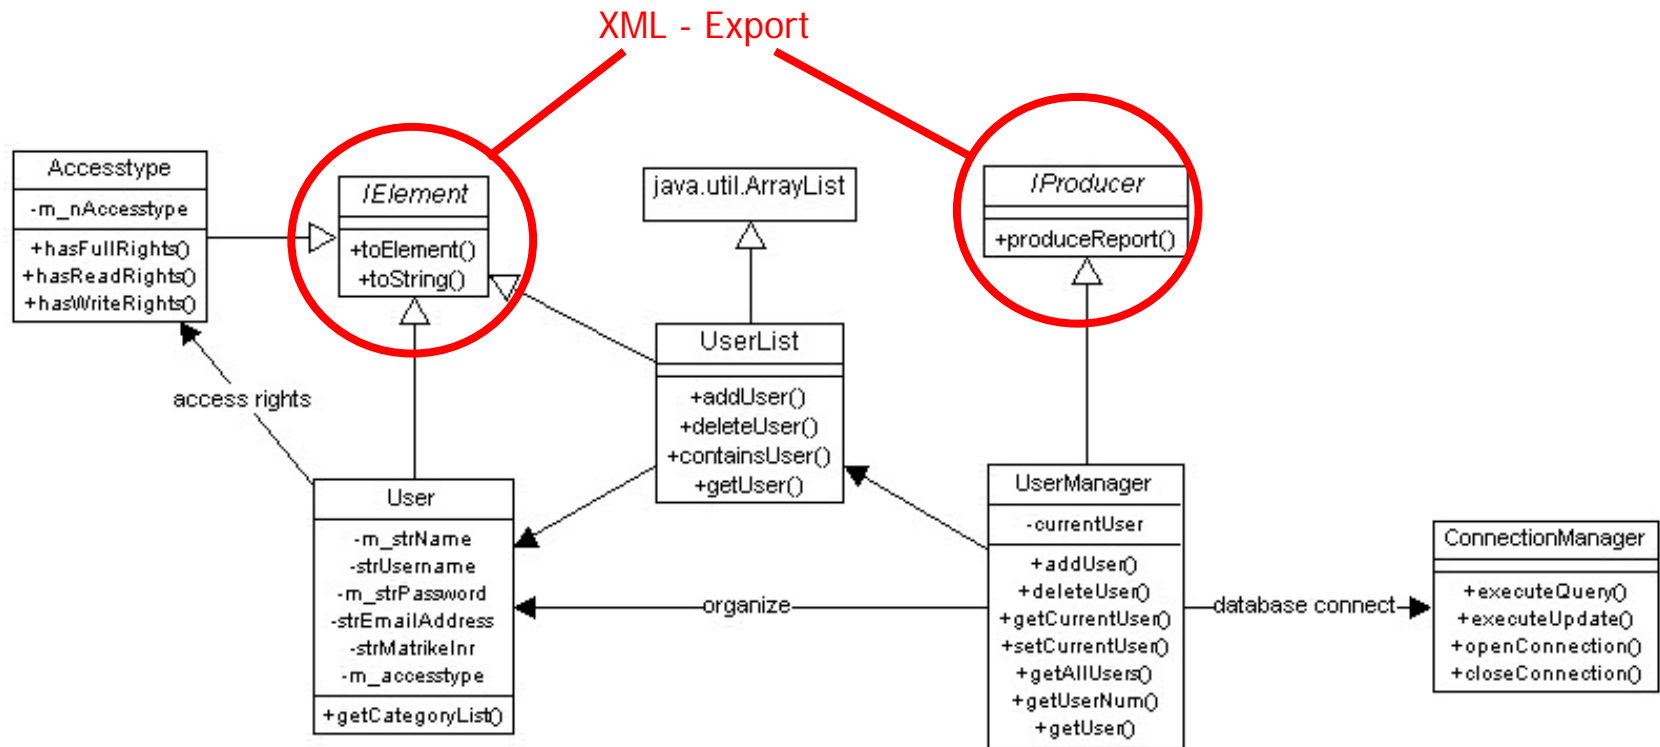 XML - Export
Accesstype
-m_nAccesstype
+hasFullRights()
+hasReadRights()
+hasWriteRights()
IElement
+toElement()
+toString()
java.util.ArrayList
IProducer
+produceReport()
UserList
+addUser()
+deleteUser()
+containsUser()
+getUser()
access rights
User
-m_strName
-strUsername
-m_strPassword
-strEmailAddress
-strMatrikelnr
-m_accesstype
+getCategoryList()
organize
UserManager
-currentUser
+addUser()
+deleteUser()
+getCurrentUser()
+setCurrentUser()
+getAllUsers()
+getUserNum()
+getUser()
database connect
ConnectionManager
+executeQuery()
+executeUpdate()
+openConnection()
+closeConnection()